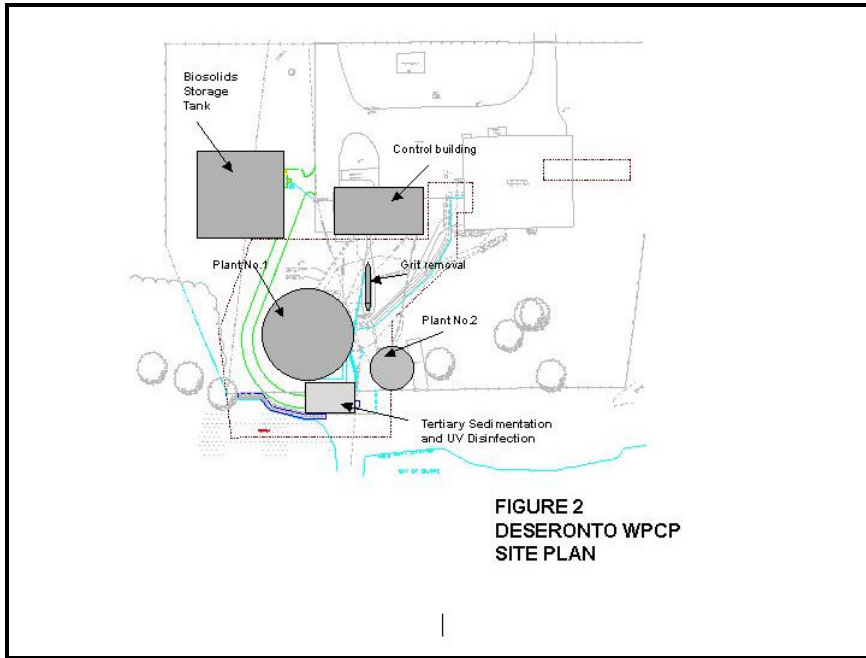 Biosolids
Storage
Tank
Control building
Plant No.1
Grit removal
Plant No.2
Tertiary Sedimentation
and UV Disinfection
BAY OF QUINTE
FIGURE 2
DESERONTO WPCP
SITE PLAN